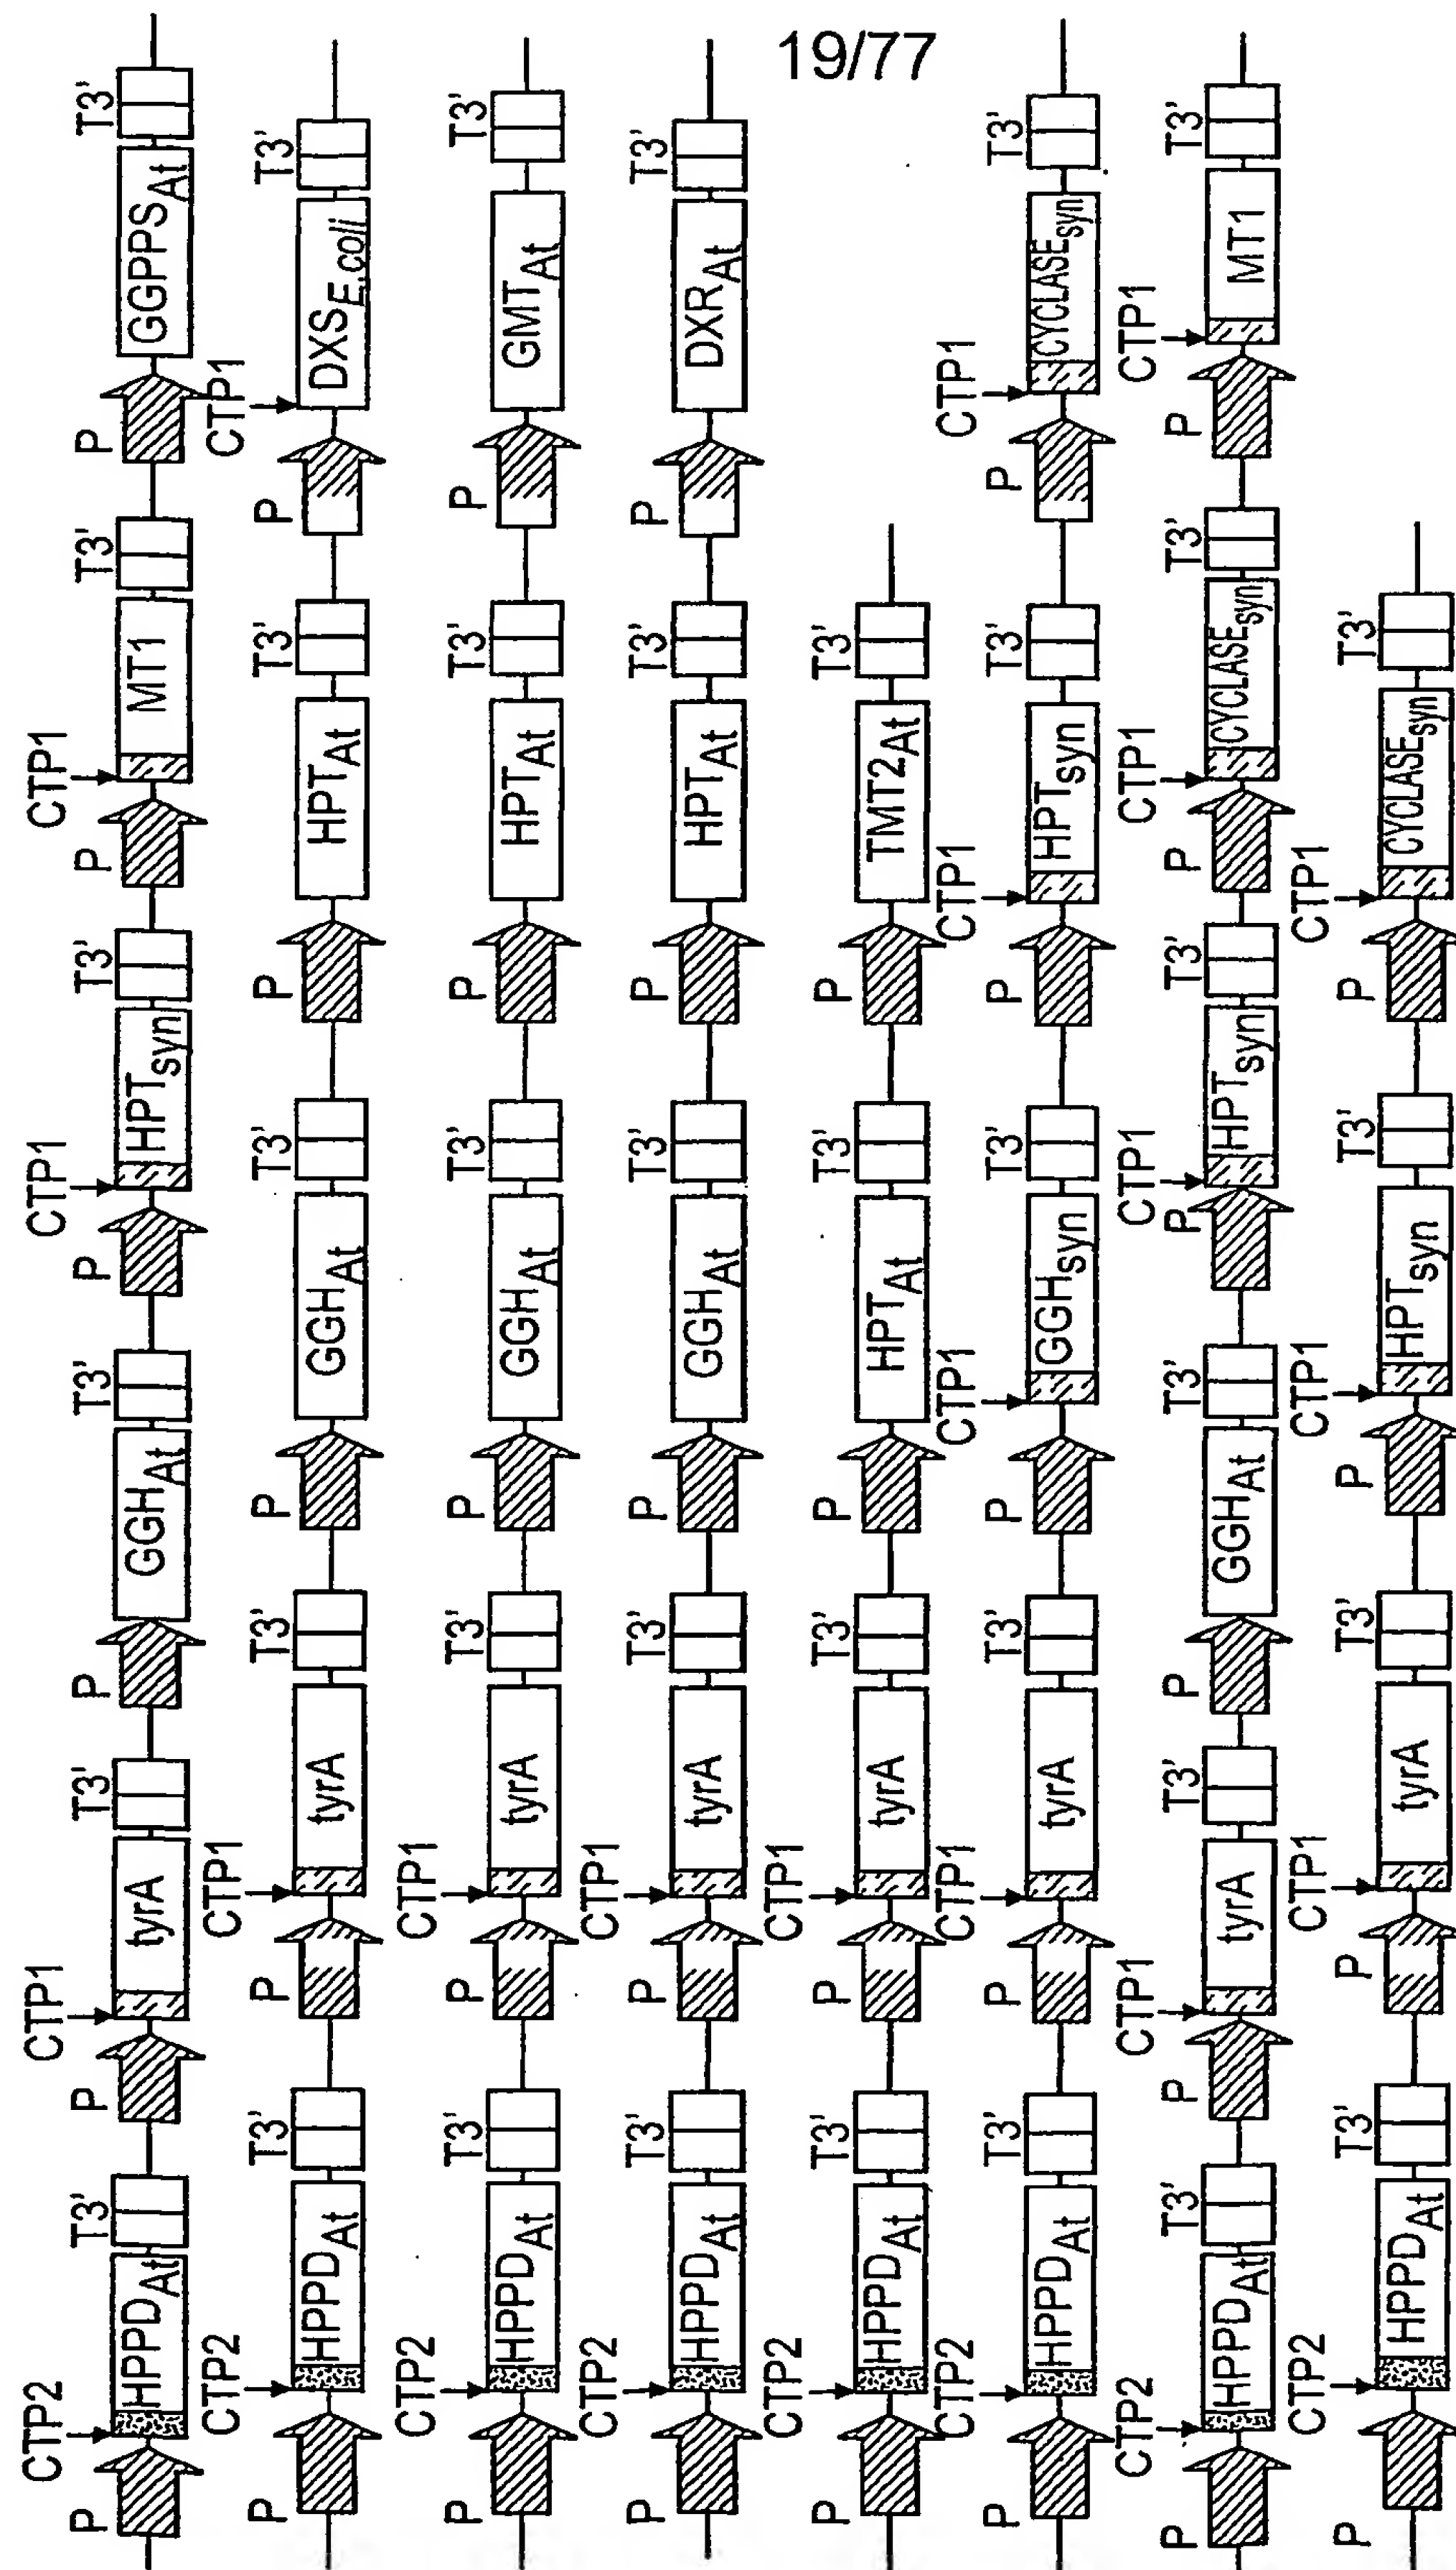 19/77
CTP2 CTP1 CTP1 CTP1
P T3' P T3' P T3' P T3' P T3' P T3'
HPPDAt tyrA GGHAt HPTsyn MT1 GGPPSAt
CTP2 CTP1 CTP1
P T3' P T3' P T3' P T3' P T3'
HPPDAt tyrA GGHAt HPTAt DXSE.coli
CTP2 CTP1
P T3' P T3' P T3' P T3' P T3'
HPPDAt tyrA GGHAt HPTAt GMTAt
CTP2 CTP1
P T3' P T3' P T3' P T3' P T3'
HPPDAt tyrA GGHAt HPTAt DXRAt
CTP2 CTP1
P T3' P T3' P T3' P T3'
HPPDAt tyrA HPTAt TMT2At
CTP2 CTP1 CTP1 CTP1 CTP1
P T3' P T3' P T3' P T3' P T3'
HPPDAt tyrA GGHsyn HPTsyn CYCLASEsyn
CTP2 CTP1 CTP1 CTP1 CTP1
P T3' P T3' P T3' P T3' P T3' P T3'
HPPDAt tyrA GGHAt HPTsyn CYCLASEsyn MT1
CTP2 CTP1 CTP1 CTP1
P T3' P T3' P T3' P T3'
HPPDAt tyrA HPTsyn CYCLASEsyn